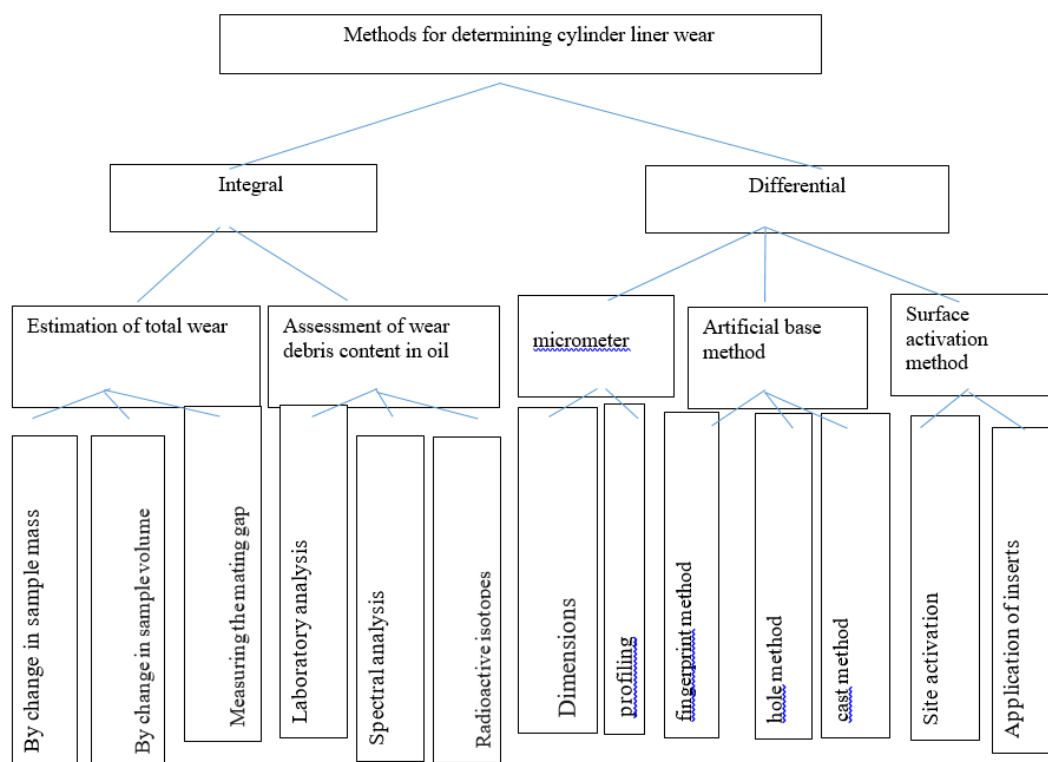 Methods for determining cylinder liner wear
Integral
Differential
Estimation of total wear
Assessment of wear
debris content in oil
micrometer
Artificial base
method
Surface
activation
method
By change in sample mass
By change in sample volume
Measuring the mating gap
Laboratory analysis
Spectral analysis
Radioactive isotopes
Dimensions
profiling
fingerprint method
hole method
cast method
Site activation
Application of inserts